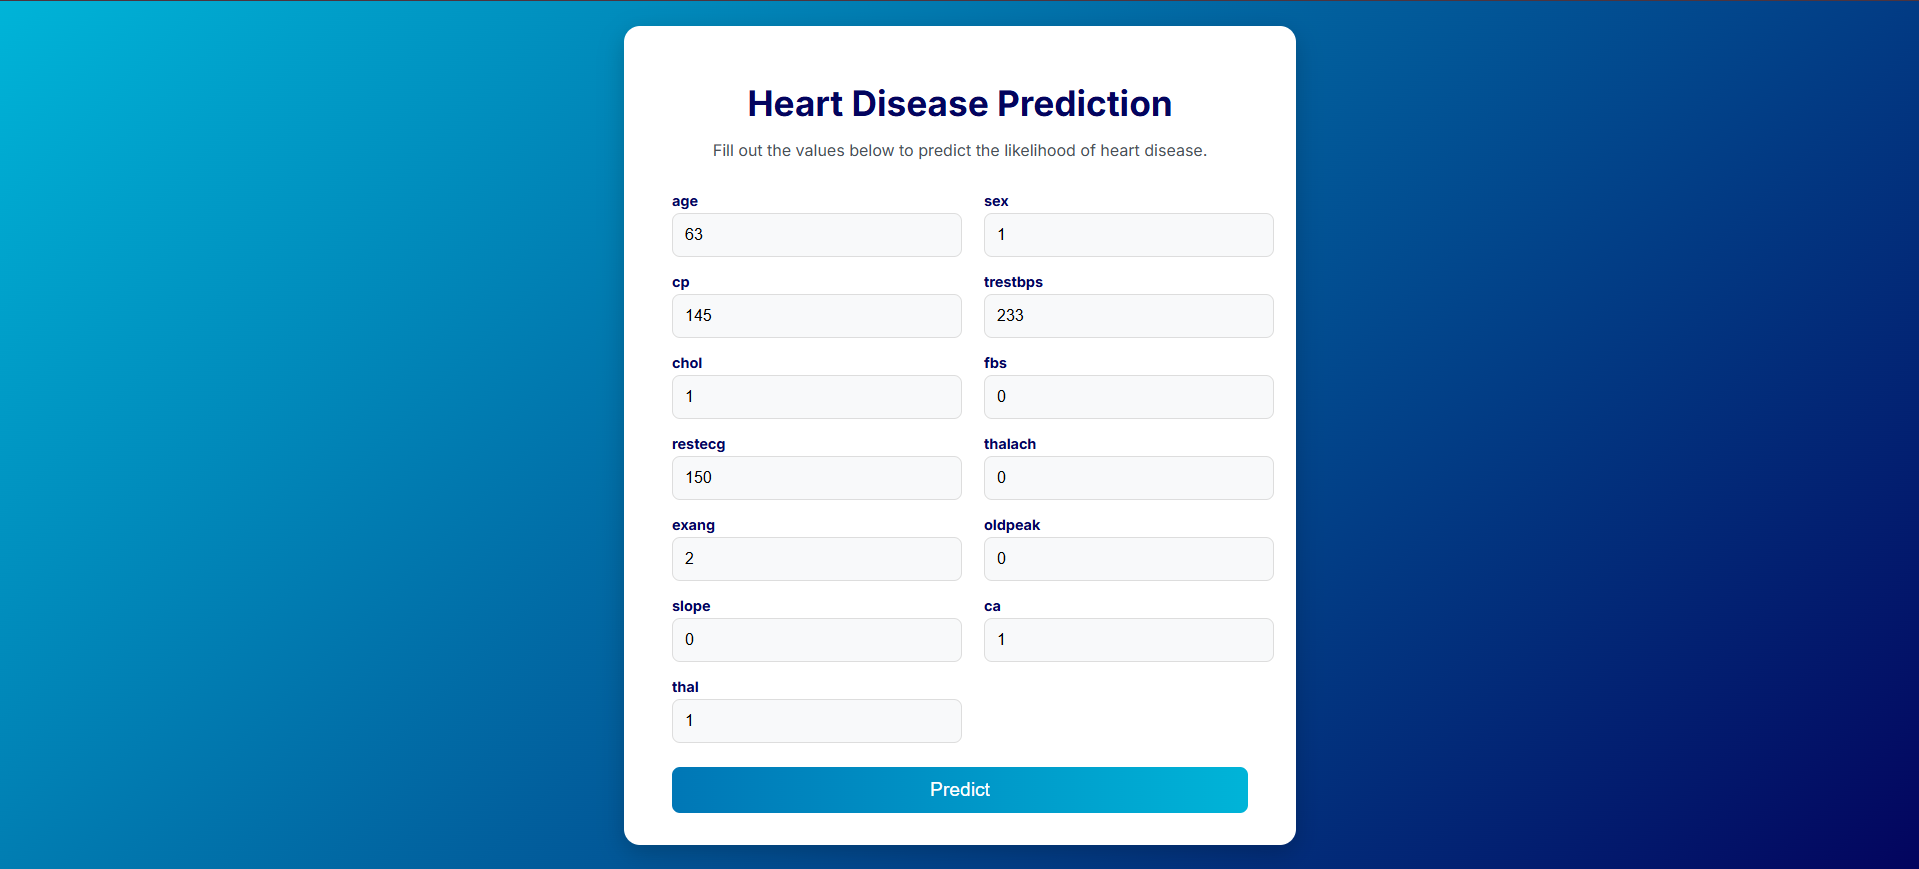 Heart Disease Prediction
Fill out the values below to predict the likelihood of heart disease.
age sex
63 1
cp trestbps
145 233
chol fbs
1 0
restecg thalach
150 0
exang oldpeak
2 0
slope ca
0 1
thal
1
Predict